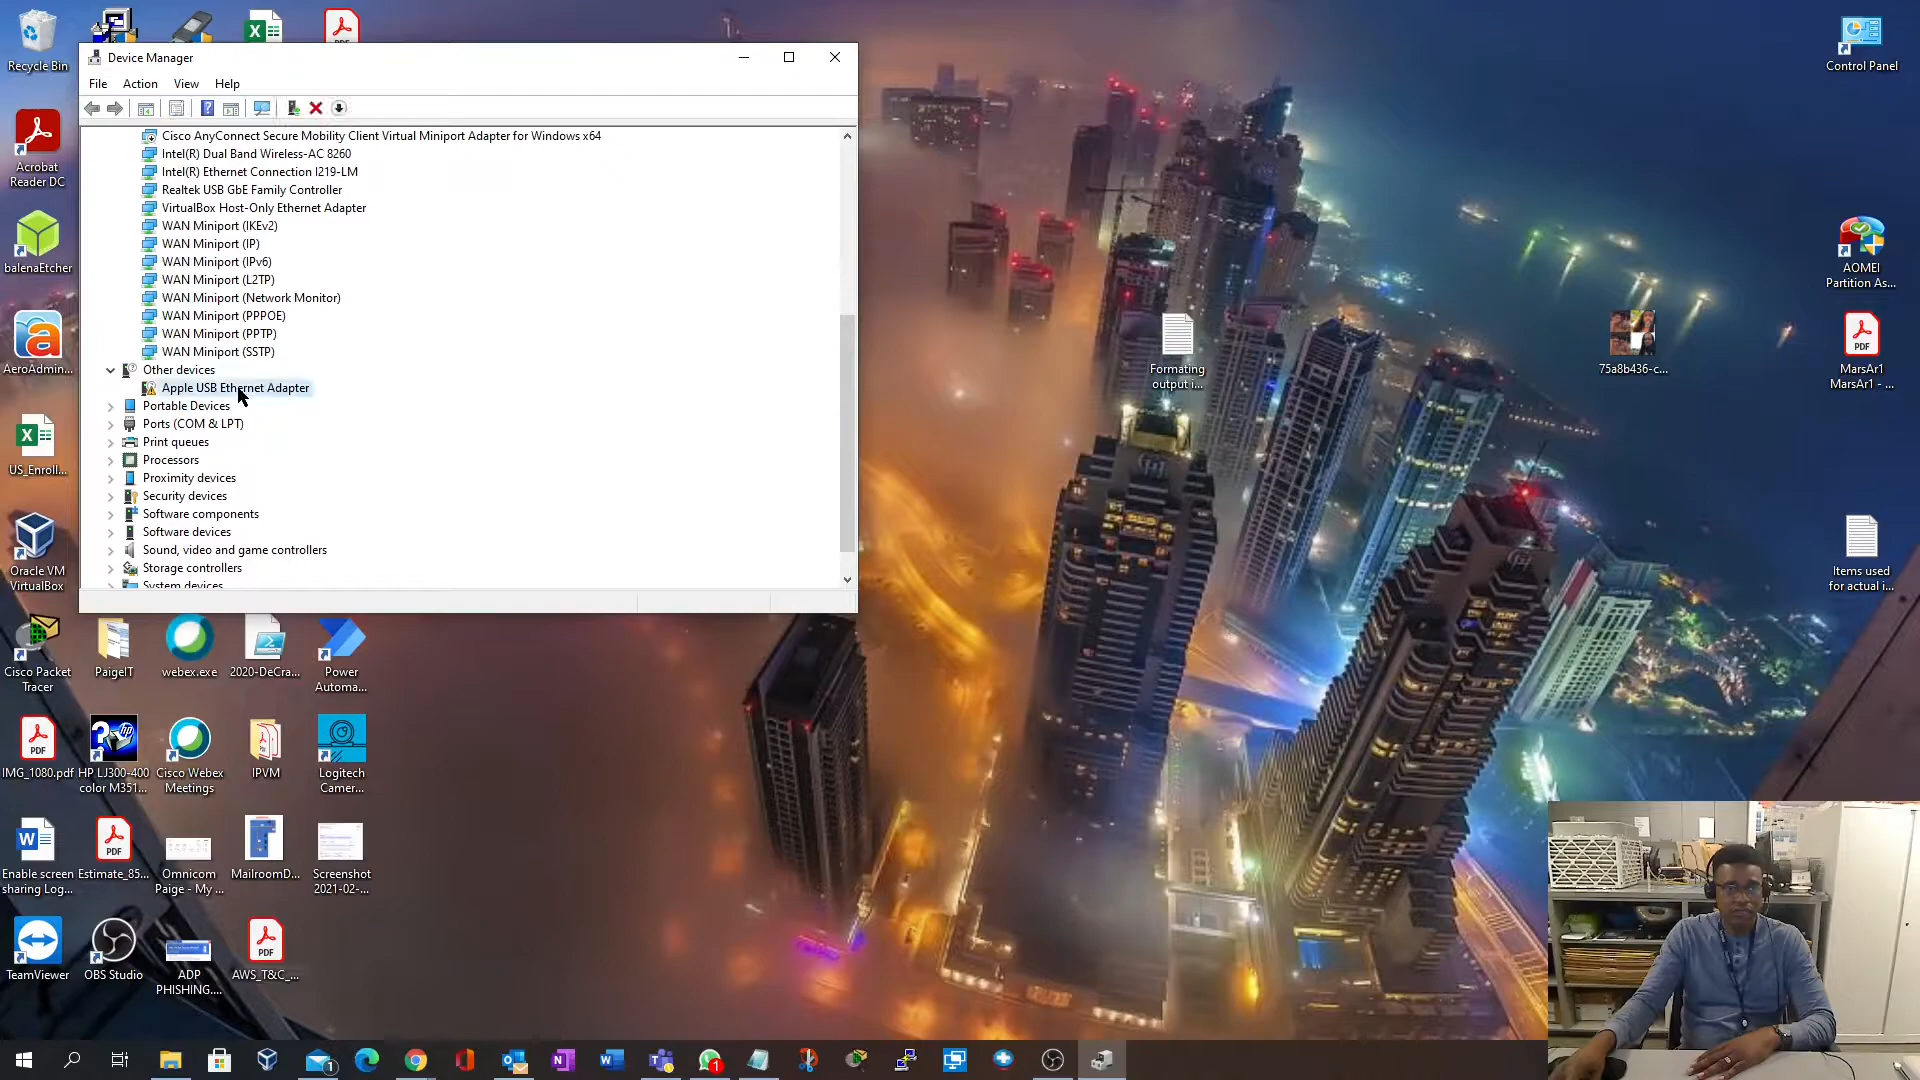 Device Manager
File Action View Help
Cisco AnyConnect Secure Mobility Client Virtual Miniport Adapter for Windows x64
Intel(R) Dual Band Wireless-AC 8260
Intel(R) Ethernet Connection I219-LM
Realtek USB GbE Family Controller
VirtualBox Host-Only Ethernet Adapter
WAN Miniport (IKEv2)
WAN Miniport (IP)
WAN Miniport (IPv6)
WAN Miniport (L2TP)
WAN Miniport (Network Monitor)
WAN Miniport (PPPOE)
WAN Miniport (PPTP)
WAN Miniport (SSTP)
Other devices
Apple USB Ethernet Adapter
Portable Devices
Ports (COM & LPT)
Print queues
Processors
Proximity devices
Security devices
Software components
Software devices
Sound, video and game controllers
Storage controllers
System devices
Recycle Bin
Acrobat
Reader DC
balenaEtcher
AeroAdmin...
US_Enroll...
Oracle VM
VirtualBox
Cisco Packet
Tracer
PaigeIT
webex.exe
2020-DeCra...
Power
Automa...
PDF
IMG_1080.pdf
HP LJ300-400
color M351...
Cisco Webex
Meetings
IPVM
Logitech
Camer...
Enable screen
sharing Log...
PDF
Estimate_85...
Omnicom
Paige - My ...
MailroomD...
Screenshot
2021-02-...
TeamViewer
OBS Studio
ADP
PHISHING....
PDF
AWS_T&C_...
Formating
output i...
75a8b436-c...
Control Panel
AOMEI
Partition As...
PDF
MarsAr1
MarsAr1 - ...
Items used
for actual i...
1
1